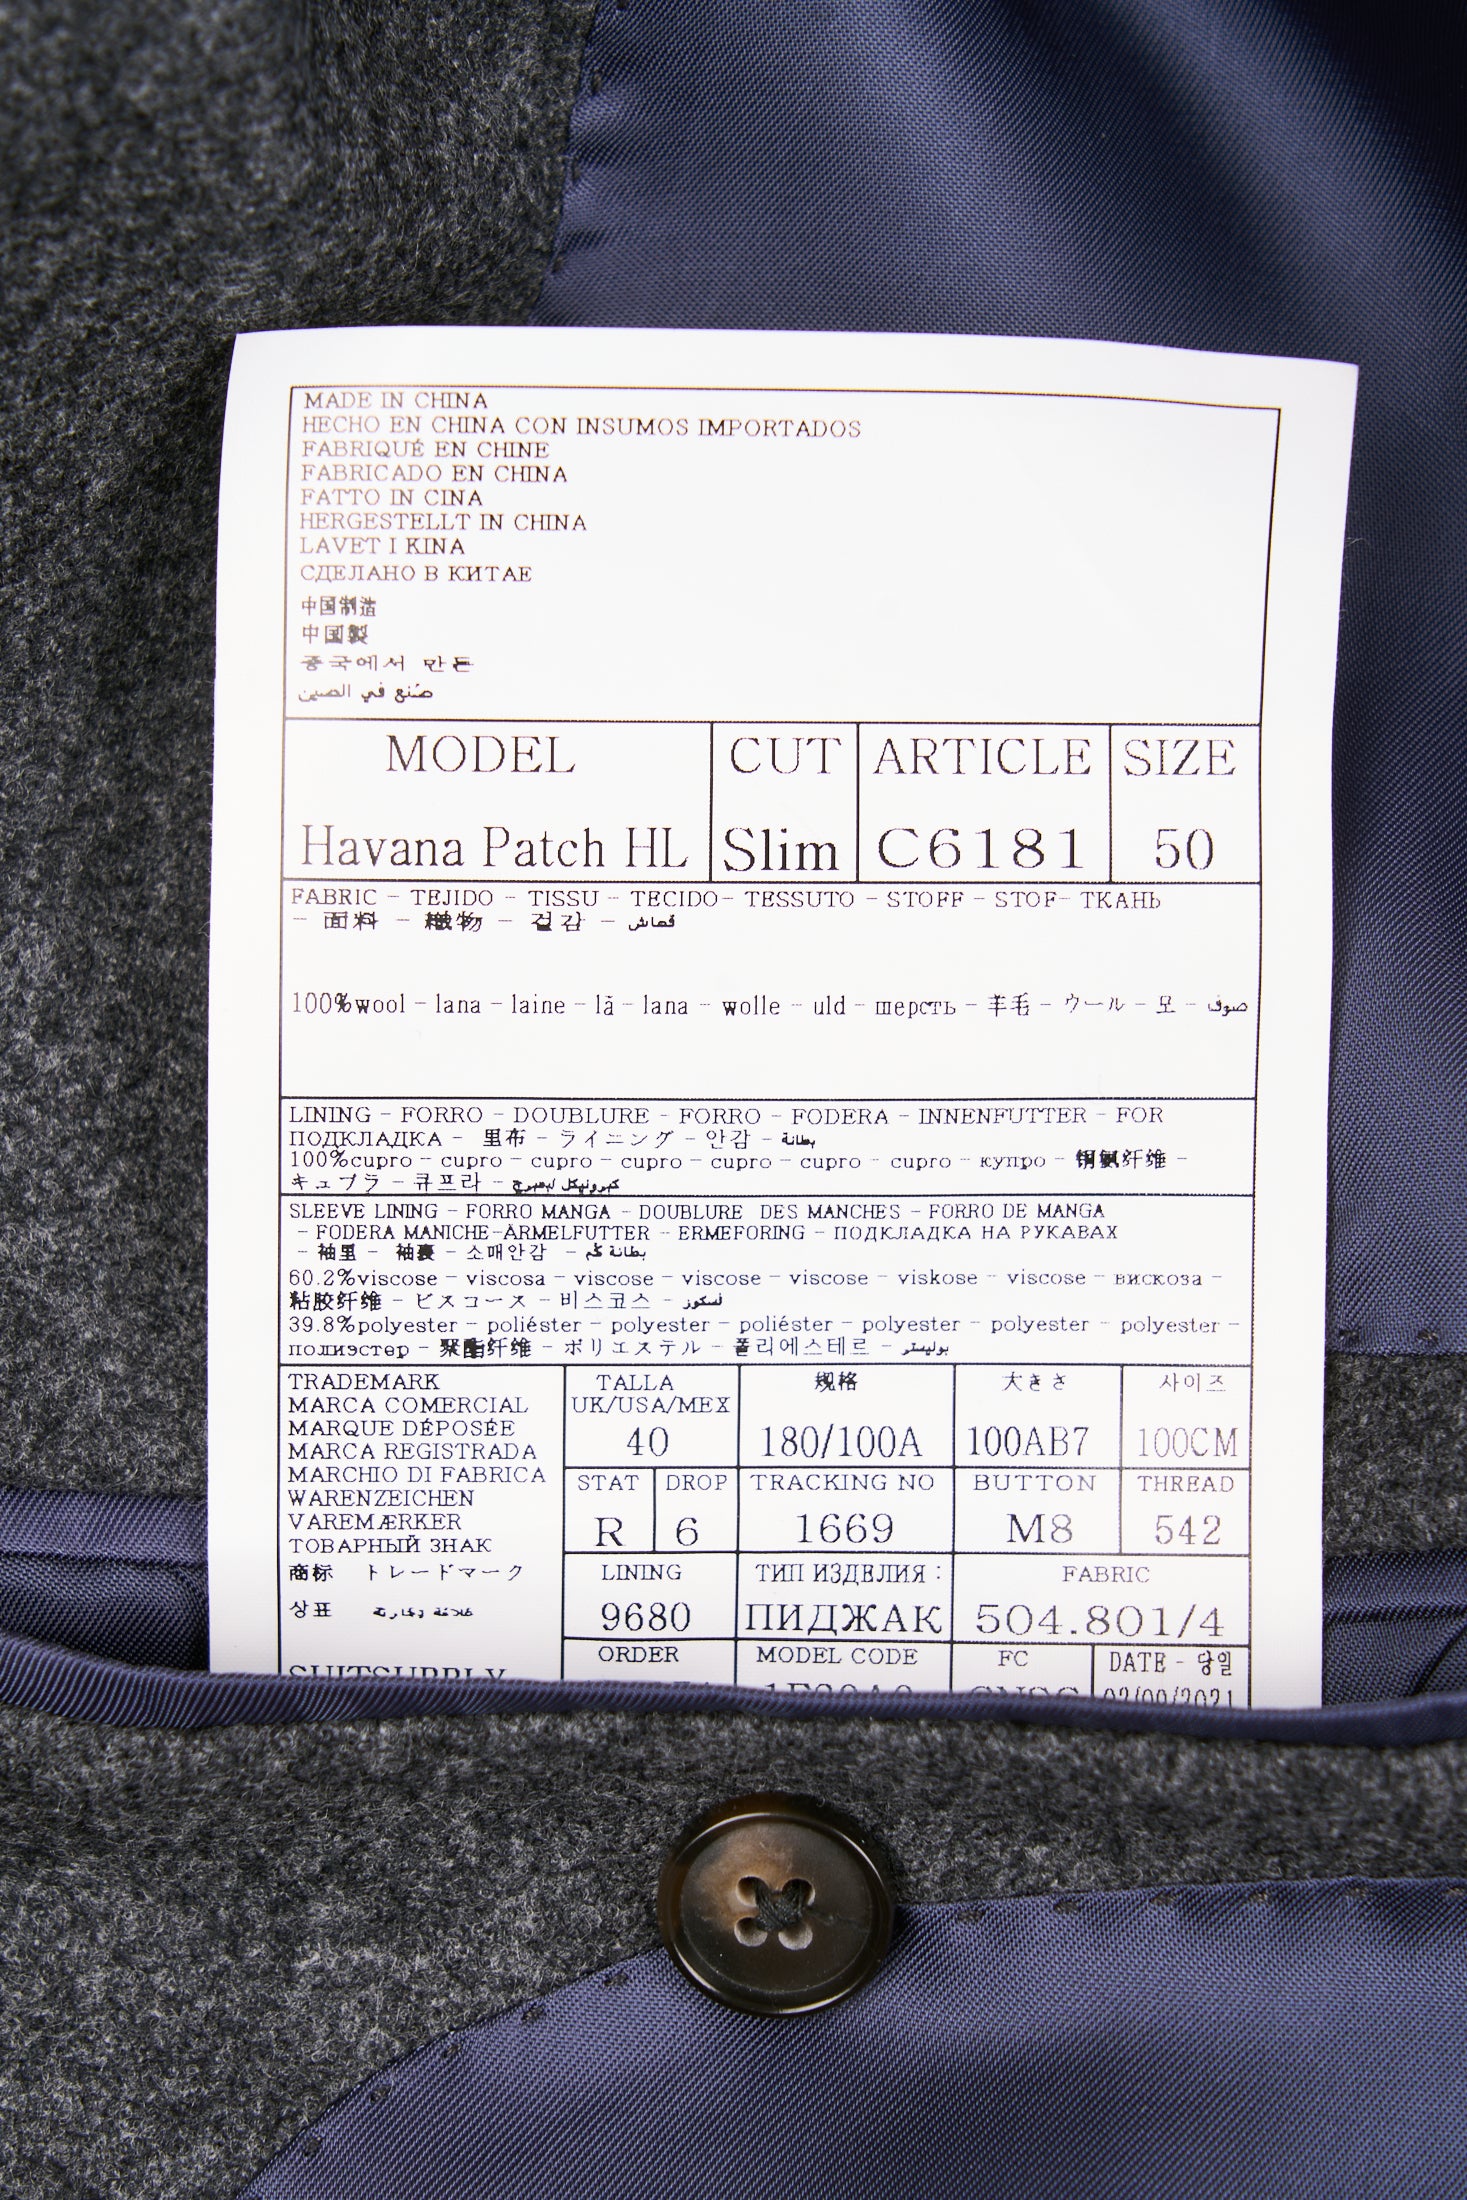 MADE IN CHINA
HECHO EN CHINA CON INSUMOS IMPORTADOS
FABRIQUÉ EN CHINE
FABRICADO EN CHINA
FATTO IN CINA
HERGESTELLT IN CHINA
LAVET I KINA
СДЕЛАНО В КИТАЕ
中国制造
中国製
중국에서 만든
صنع في الصين
MODEL CUT ARTICLE SIZE
Havana Patch HL Slim C6181 50
FABRIC - TEJIDO - TISSU - TECIDO- TESSUTO - STOFF - STOF- ТКАНЬ
- 面料 - 織物 - 겉감 - قماش
100%wool - lana - laine - lã - lana - wolle - uld - шерсть - 羊毛 - ウール - 모 - صوف
LINING - FORRO - DOUBLURE - FORRO - FODERA - INNENFUTTER - FOR
ПОДКЛАДКА - 里布 - ライニング - 안감 - بطانة
100%cupro - cupro - cupro - cupro - cupro - cupro - cupro - купро - 铜氨纤维 -
キュプラ - 큐프라 -
SLEEVE LINING - FORRO MANGA - DOUBLURE DES MANCHES - FORRO DE MANGA
- FODERA MANICHE-ÄRMELFUTTER - ERMEFORING - ПОДКЛАДКА НА РУКАВАХ
- 袖里 - 袖裏 - 소매안감 - بطانة كم
60.2%viscose - viscosa - viscose - viscose - viscose - viskose - viscose - вискоза -
粘胶纤维 - ビスコース - 비스코스 -
39.8%polyester - poliéster - polyester - poliéster - polyester - polyester - polyester -
полиэстер - 聚酯纤维 - ポリエステル - 폴리에스테르 - بوليستر
TRADEMARK
MARCA COMERCIAL
MARQUE DÉPOSÉE
MARCA REGISTRADA
MARCHIO DI FABRICA
WARENZEICHEN
VAREMÆRKER
ТОВАРНЫЙ ЗНАК
商标 トレードマーク
상표
SUITSUPPLY
TALLA 规格 大きさ 사이즈
UK/USA/MEX
40 180/100A 100AB7 100CM
STAT DROP TRACKING NO BUTTON THREAD
R 6 1669 M8 542
LINING ТИП ИЗДЕЛИЯ : FABRIC
9680 ПИДЖАК 504.801/4
ORDER MODEL CODE FC DATE - 당일